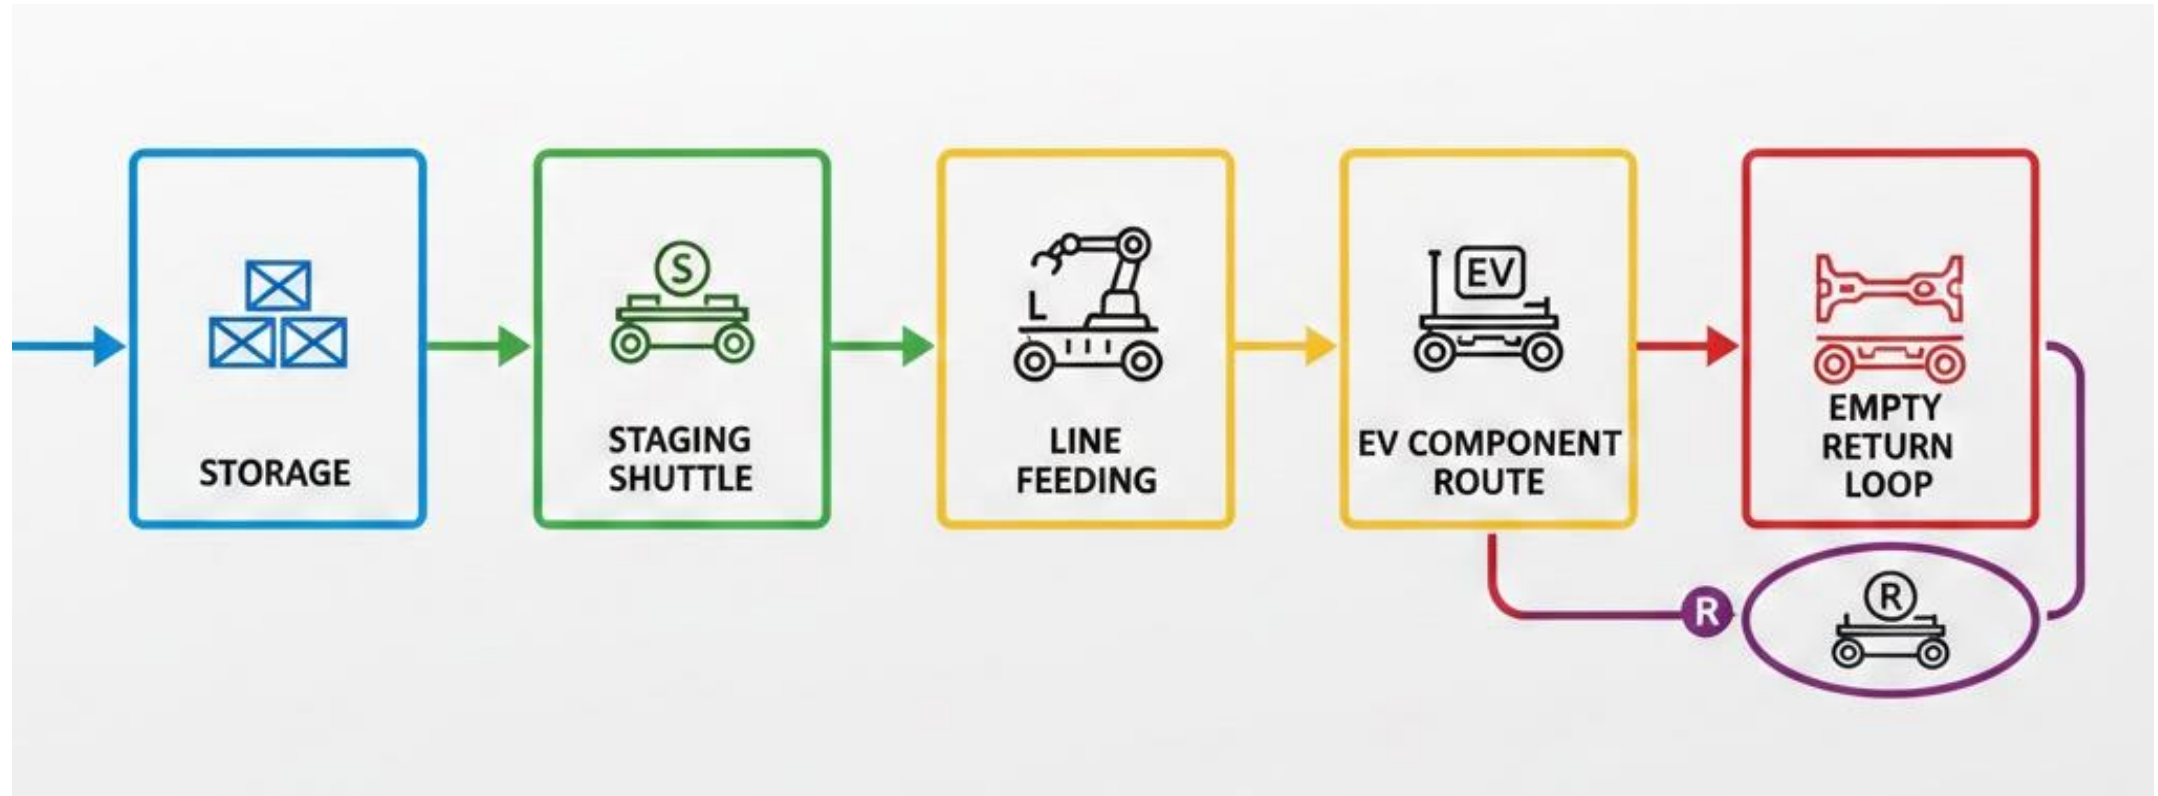 STORAGE
S
STAGING
SHUTTLE
L
LINE
FEEDING
EV
EV COMPONENT
ROUTE
EMPTY
RETURN
LOOP
R
R